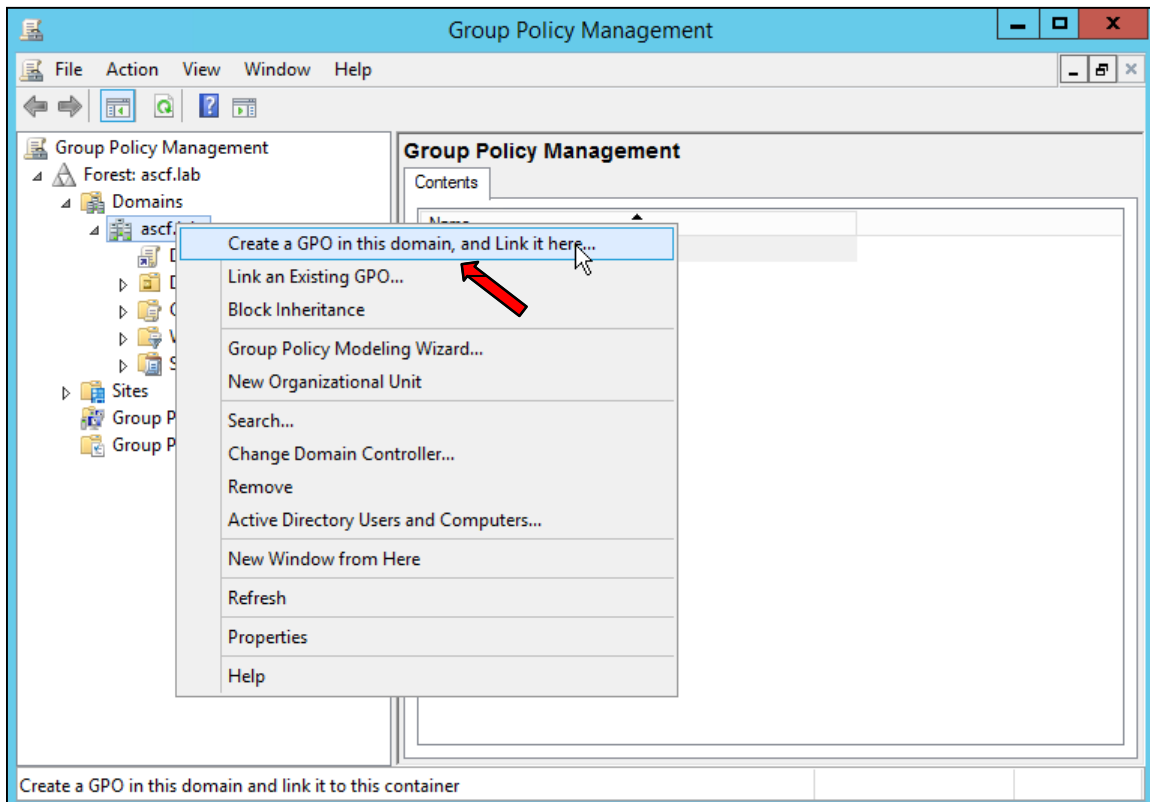 Group Policy Management
File Action View Window Help
Group Policy Management
Forest: ascf.lab
Domains
Sites
Group P
Group P
Group Policy Management
Contents
Name
Create a GPO in this domain, and Link it here...
Link an Existing GPO...
Block Inheritance
Group Policy Modeling Wizard...
New Organizational Unit
Search...
Change Domain Controller...
Remove
Active Directory Users and Computers...
New Window from Here
Refresh
Properties
Help
Create a GPO in this domain and link it to this container